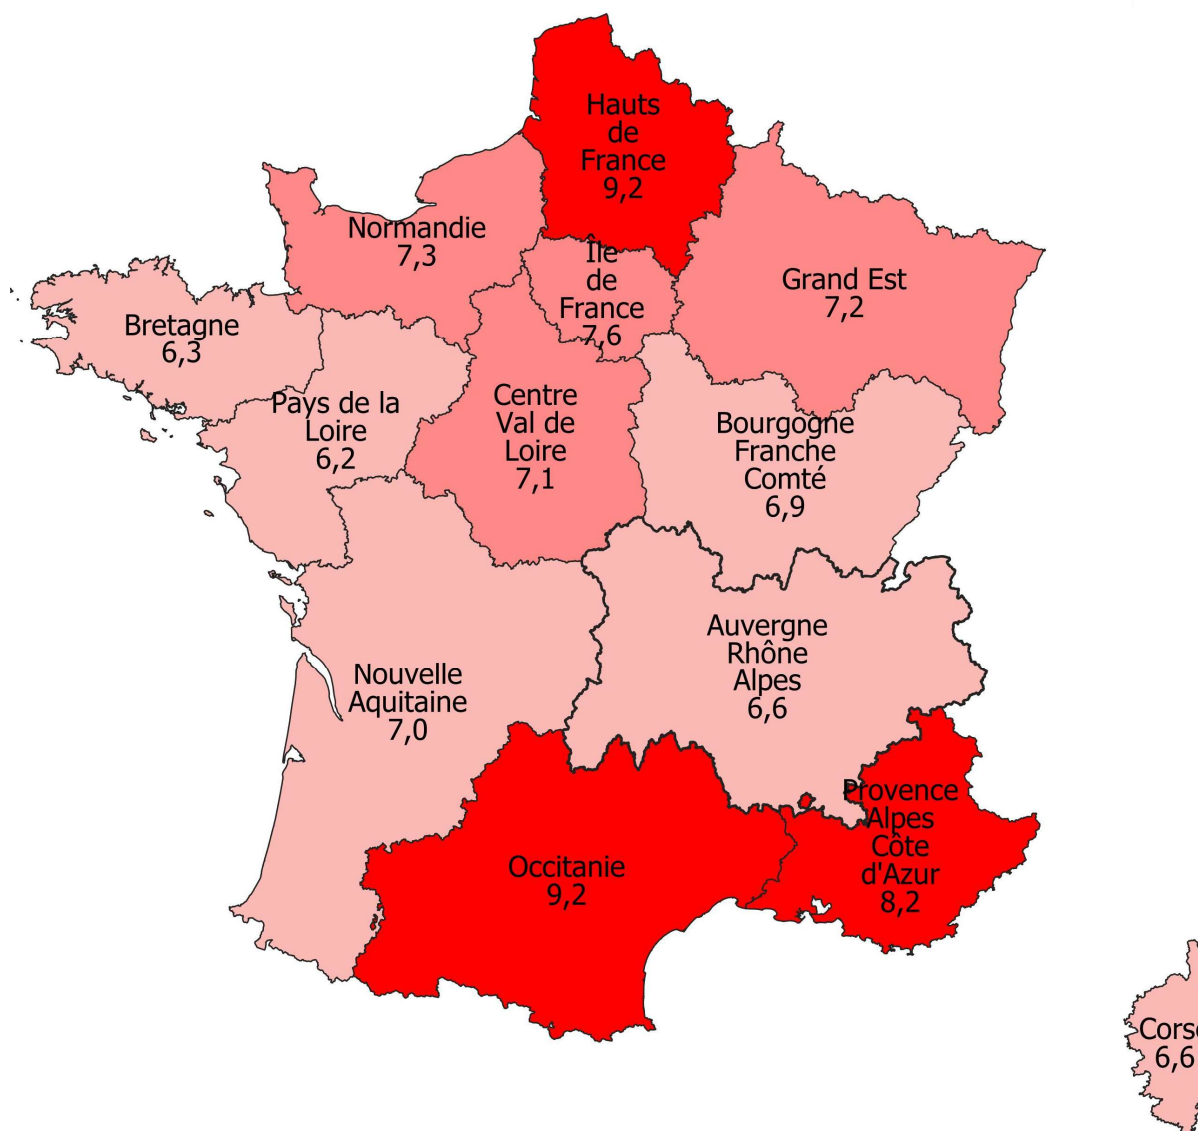 Hauts
de
France
9,2
Normandie
7,3
Île
de
France
7,6
Grand Est
7,2
Bretagne
6,3
Pays de la
Loire
6,2
Centre
Val de
Loire
7,1
Bourgogne
Franche
Comté
6,9
Auvergne
Rhône
Alpes
6,6
Nouvelle
Aquitaine
7,0
Provence
Alpes
Côte
d'Azur
8,2
Occitanie
9,2
Corse
6,6